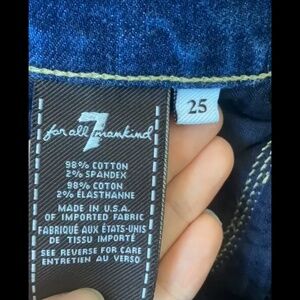 25
7
for all mankind
98% COTTON
2% SPANDEX
98% COTON
2% ÉLASTHANNE
MADE IN U.S.A.
OF IMPORTED FABRIC
FABRIQUÉ AUX ÉTATS-UNIS
DE TISSU IMPORTÉ
SEE REVERSE FOR CARE
ENTRETIEN AU VERSO